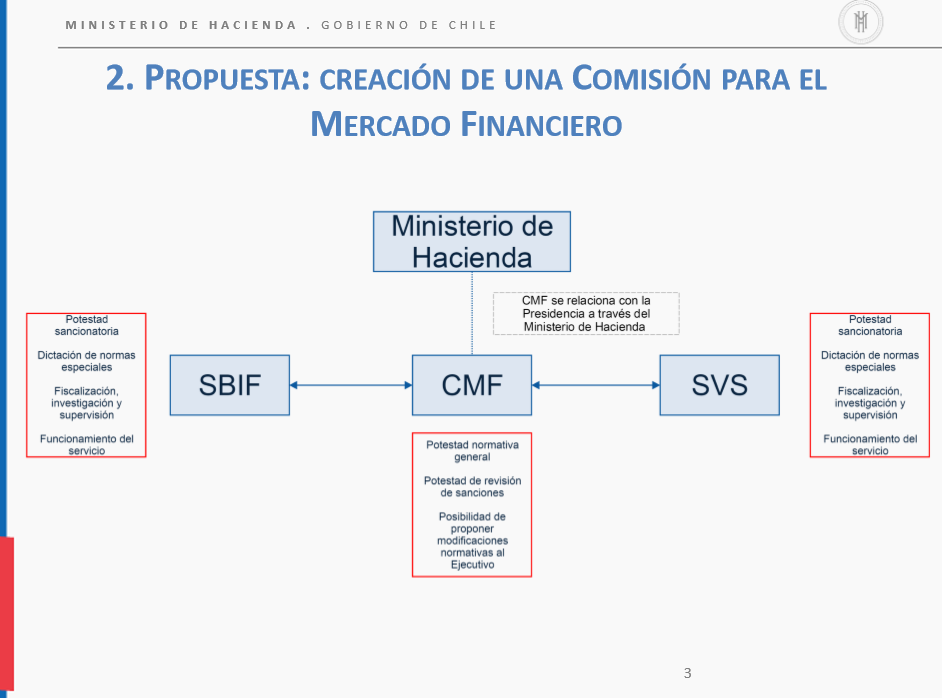 MINISTERIO DE HACIENDA . GOBIERNO DE CHILE
2. PROPUESTA: CREACIÓN DE UNA COMISIÓN PARA EL
MERCADO FINANCIERO
Ministerio de
Hacienda
CMF se relaciona con la
Presidencia a través del
Ministerio de Hacienda
Potestad
sancionatoria
Dictación de normas
especiales
Fiscalización,
investigación y
supervisión
Funcionamiento del
servicio
SBIF
CMF
SVS
Potestad
sancionatoria
Dictación de normas
especiales
Fiscalización,
investigación y
supervisión
Funcionamiento del
servicio
Potestad normativa
general
Potestad de revisión
de sanciones
Posibilidad de
proponer
modificaciones
normativas al
Ejecutivo
3